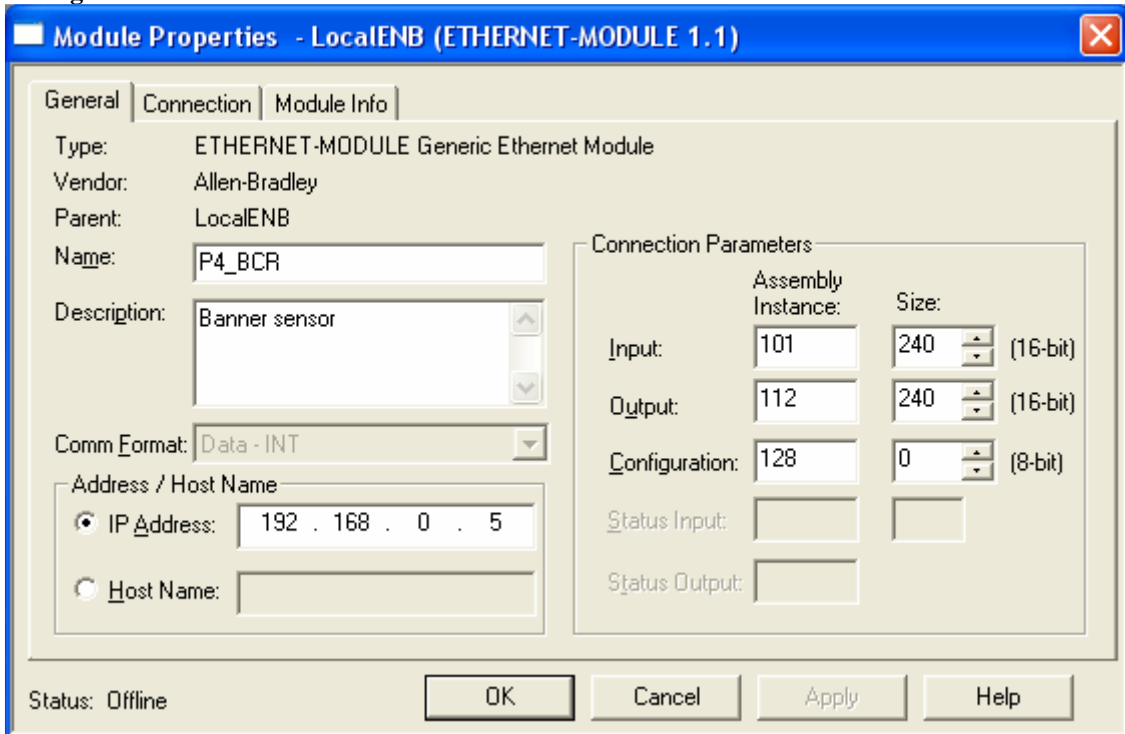 Module Properties - LocalENB (ETHERNET-MODULE 1.1)
General Connection Module Info
Type: ETHERNET-MODULE Generic Ethernet Module
Vendor: Allen-Bradley
Parent: LocalENB
Name: P4_BCR
Description: Banner sensor
Comm Format: Data - INT
Address / Host Name
IP Address: 192 . 168 . 0 . 5
Host Name:
Connection Parameters
Assembly Instance: Size:
Input: 101 240 (16-bit)
Output: 112 240 (16-bit)
Configuration: 128 0 (8-bit)
Status Input:
Status Output:
Status: Offline OK Cancel Apply Help